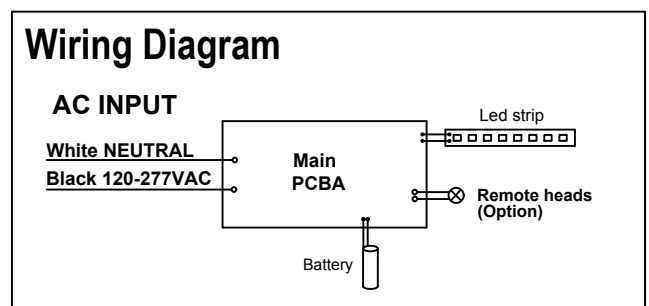 Wiring Diagram
AC INPUT
White NEUTRAL
Black 120-277VAC
Main
PCBA
Led strip
Remote heads
(Option)
Battery